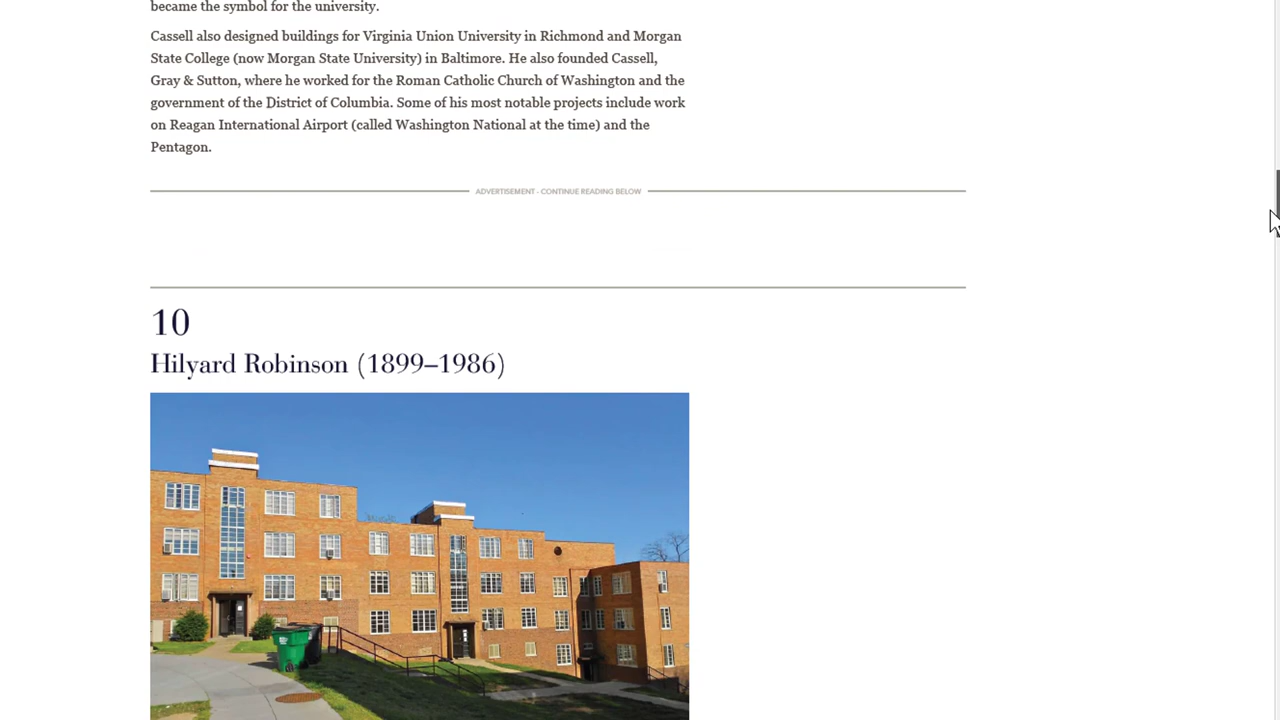 became the symbol for the university.
Cassell also designed buildings for Virginia Union University in Richmond and Morgan
State College (now Morgan State University) in Baltimore. He also founded Cassell,
Gray & Sutton, where he worked for the Roman Catholic Church of Washington and the
government of the District of Columbia. Some of his most notable projects include work
on Reagan International Airport (called Washington National at the time) and the
Pentagon.
ADVERTISEMENT - CONTINUE READING BELOW
10
Hilyard Robinson (1899–1986)